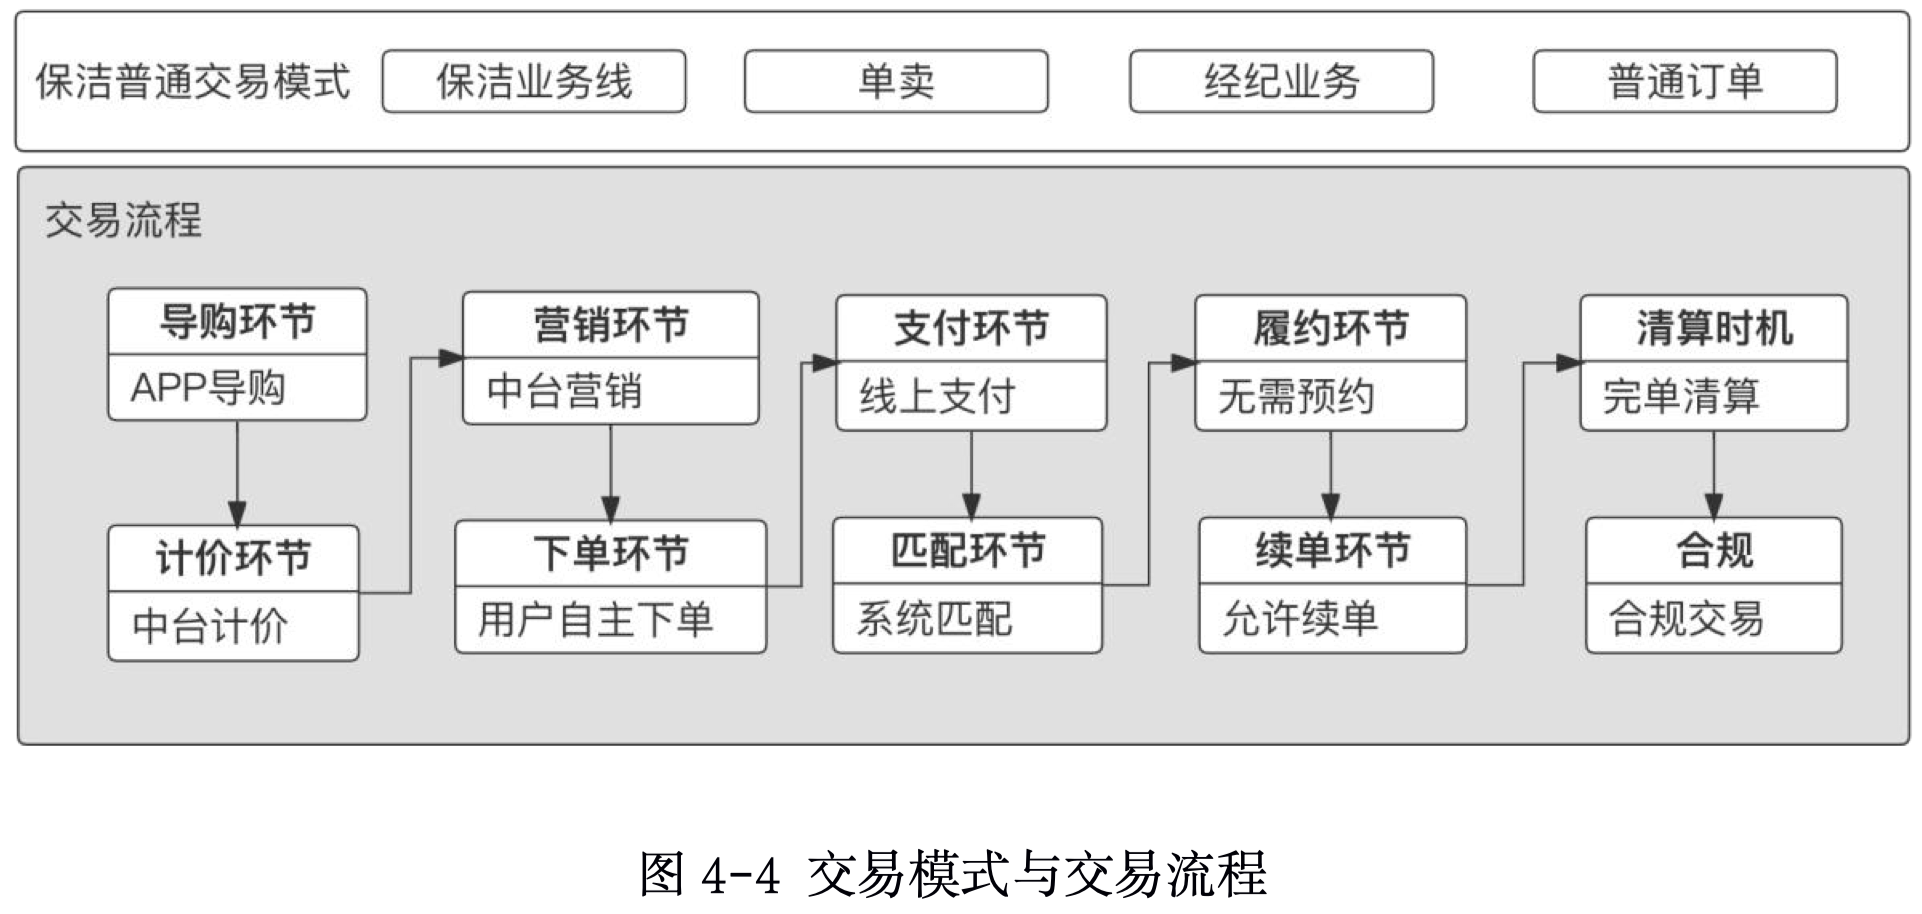 保洁普通交易模式 保洁业务线 单卖 经纪业务 普通订单
交易流程
导购环节
APP导购
计价环节
中台计价
营销环节
中台营销
下单环节
用户自主下单
支付环节
线上支付
匹配环节
系统匹配
履约环节
无需预约
续单环节
允许续单
清算时机
完单清算
合规
合规交易
图 4-4 交易模式与交易流程